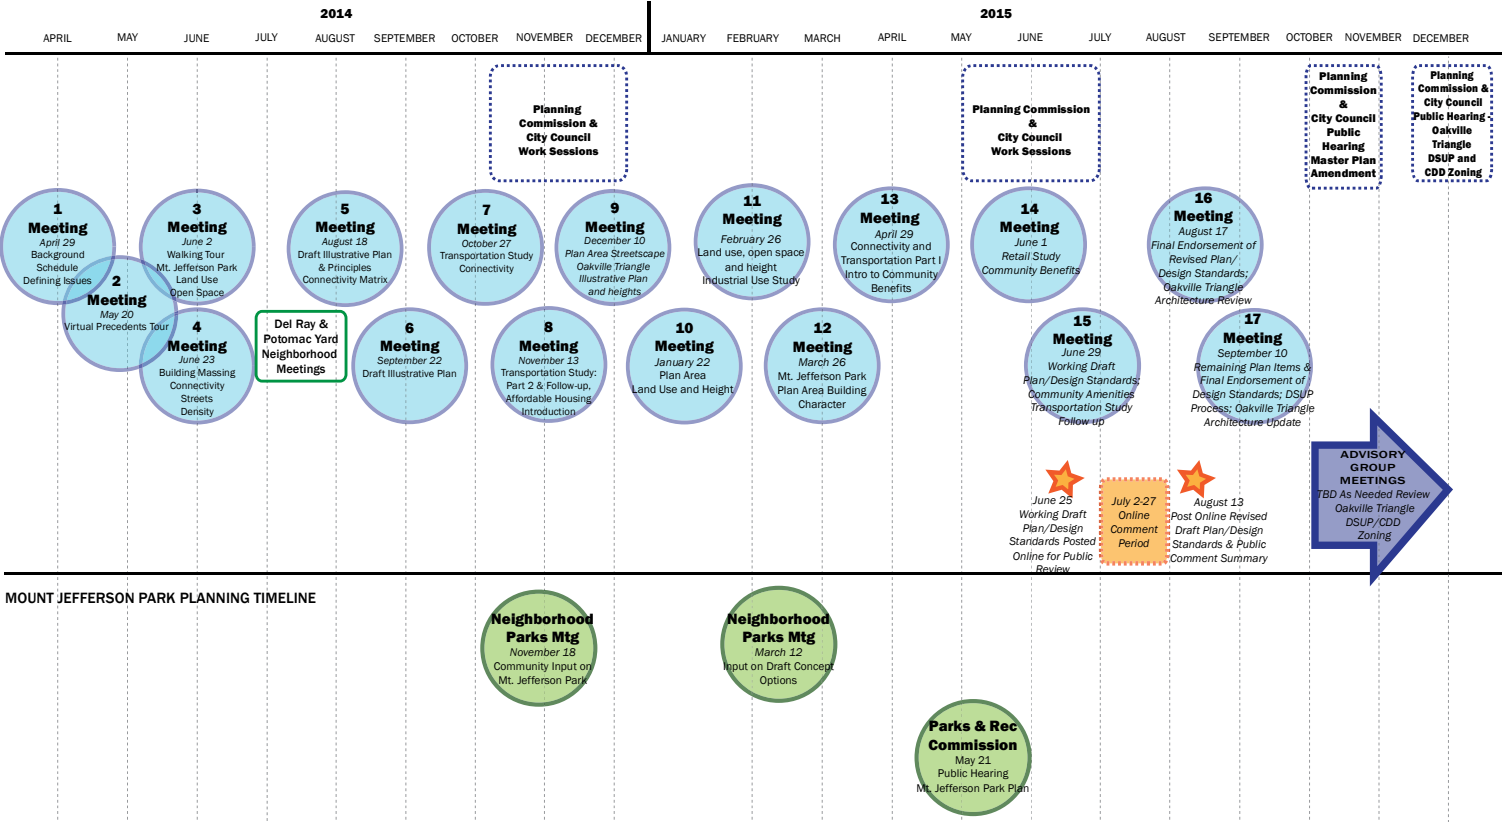 2014
2015
APRIL
MAY
JUNE
JULY
AUGUST
SEPTEMBER
OCTOBER
NOVEMBER
DECEMBER
JANUARY
FEBRUARY
MARCH
APRIL
MAY
JUNE
JULY
AUGUST
SEPTEMBER
OCTOBER
NOVEMBER
DECEMBER
Planning
Commission &
City Council
Work Sessions
Planning Commission
&
City Council
Work Sessions
Planning
Commission
&
City Council
Public
Hearing
Master Plan
Amendment
Planning
Commission &
City Council
Public Hearing -
Oakville
Triangle
DSUP and
CDD Zoning
1
Meeting
April 29
Background
Schedule
Defining Issues
2
Meeting
May 20
Virtual Precedents Tour
3
Meeting
June 2
Walking Tour
Mt. Jefferson Park
Land Use
Open Space
4
Meeting
June 23
Building Massing
Connectivity
Streets
Density
Del Ray &
Potomac Yard
Neighborhood
Meetings
5
Meeting
August 18
Draft Illustrative Plan
& Principles
Connectivity Matrix
6
Meeting
September 22
Draft Illustrative Plan
7
Meeting
October 27
Transportation Study
Connectivity
8
Meeting
November 13
Transportation Study:
Part 2 & Follow-up,
Affordable Housing
Introduction
9
Meeting
December 10
Plan Area Streetscape
Oakville Triangle
Illustrative Plan
and heights
10
Meeting
January 22
Plan Area
Land Use and Height
11
Meeting
February 26
Land use, open space
and height
Industrial Use Study
12
Meeting
March 26
Mt. Jefferson Park
Plan Area Building
Character
13
Meeting
April 29
Connectivity and
Transportation Part I
Intro to Community
Benefits
14
Meeting
June 1
Retail Study
Community Benefits
15
Meeting
June 29
Working Draft
Plan/Design Standards;
Community Amenities
Transportation Study
Follow up
16
Meeting
August 17
Final Endorsement of
Revised Plan/
Design Standards;
Oakville Triangle
Architecture Review
17
Meeting
September 10
Remaining Plan Items &
Final Endorsement of
Design Standards; DSUP
Process; Oakville Triangle
Architecture Update
June 25
Working Draft
Plan/Design
Standards Posted
Online for Public
Review
July 2-27
Online
Comment
Period
August 13
Post Online Revised
Draft Plan/Design
Standards & Public
Comment Summary
ADVISORY
GROUP
MEETINGS
TBD As Needed Review
Oakville Triangle
DSUP/CDD
Zoning
MOUNT JEFFERSON PARK PLANNING TIMELINE
Neighborhood
Parks Mtg
November 18
Community Input on
Mt. Jefferson Park
Neighborhood
Parks Mtg
March 12
Input on Draft Concept
Options
Parks & Rec
Commission
May 21
Public Hearing
Mt. Jefferson Park Plan